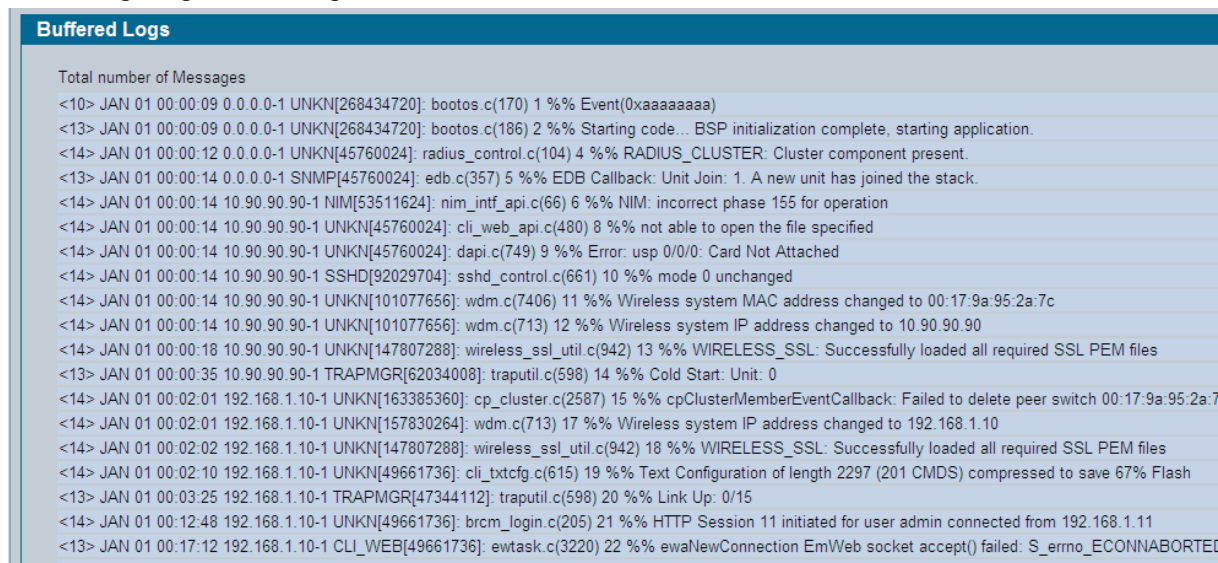 Buffered Logs
Total number of Messages
<10> JAN 01 00:00:09 0.0.0.0-1 UNKN[268434720]: bootos.c(170) 1 %% Event(0xaaaaaaaa)
<13> JAN 01 00:00:09 0.0.0.0-1 UNKN[268434720]: bootos.c(186) 2 %% Starting code... BSP initialization complete, starting application.
<14> JAN 01 00:00:12 0.0.0.0-1 UNKN[45760024]: radius_control.c(104) 4 %% RADIUS_CLUSTER: Cluster component present.
<13> JAN 01 00:00:14 0.0.0.0-1 SNMP[45760024]: edb.c(357) 5 %% EDB Callback: Unit Join: 1. A new unit has joined the stack.
<14> JAN 01 00:00:14 10.90.90.90-1 NIM[53511624]: nim_intf_api.c(66) 6 %% NIM: incorrect phase 155 for operation
<14> JAN 01 00:00:14 10.90.90.90-1 UNKN[45760024]: cli_web_api.c(480) 8 %% not able to open the file specified
<14> JAN 01 00:00:14 10.90.90.90-1 UNKN[45760024]: dapi.c(749) 9 %% Error: usp 0/0/0: Card Not Attached
<14> JAN 01 00:00:14 10.90.90.90-1 SSHD[92029704]: sshd_control.c(661) 10 %% mode 0 unchanged
<14> JAN 01 00:00:14 10.90.90.90-1 UNKN[101077656]: wdm.c(7406) 11 %% Wireless system MAC address changed to 00:17:9a:95:2a:7c
<14> JAN 01 00:00:14 10.90.90.90-1 UNKN[101077656]: wdm.c(713) 12 %% Wireless system IP address changed to 10.90.90.90
<14> JAN 01 00:00:18 10.90.90.90-1 UNKN[147807288]: wireless_ssl_util.c(942) 13 %% WIRELESS_SSL: Successfully loaded all required SSL PEM files
<13> JAN 01 00:00:35 10.90.90.90-1 TRAPMGR[62034008]: traputil.c(598) 14 %% Cold Start: Unit: 0
<14> JAN 01 00:02:01 192.168.1.10-1 UNKN[163385360]: cp_cluster.c(2587) 15 %% cpClusterMemberEventCallback: Failed to delete peer switch 00:17:9a:95:2a:7
<14> JAN 01 00:02:01 192.168.1.10-1 UNKN[157830264]: wdm.c(713) 17 %% Wireless system IP address changed to 192.168.1.10
<14> JAN 01 00:02:02 192.168.1.10-1 UNKN[147807288]: wireless_ssl_util.c(942) 18 %% WIRELESS_SSL: Successfully loaded all required SSL PEM files
<14> JAN 01 00:02:10 192.168.1.10-1 UNKN[49661736]: cli_txtcfg.c(615) 19 %% Text Configuration of length 2297 (201 CMDS) compressed to save 67% Flash
<13> JAN 01 00:03:25 192.168.1.10-1 TRAPMGR[47344112]: traputil.c(598) 20 %% Link Up: 0/15
<14> JAN 01 00:12:48 192.168.1.10-1 UNKN[49661736]: brcm_login.c(205) 21 %% HTTP Session 11 initiated for user admin connected from 192.168.1.11
<13> JAN 01 00:17:12 192.168.1.10-1 CLI_WEB[49661736]: ewtask.c(3220) 22 %% ewaNewConnection EmWeb socket accept() failed: S_errno_ECONNABORTED